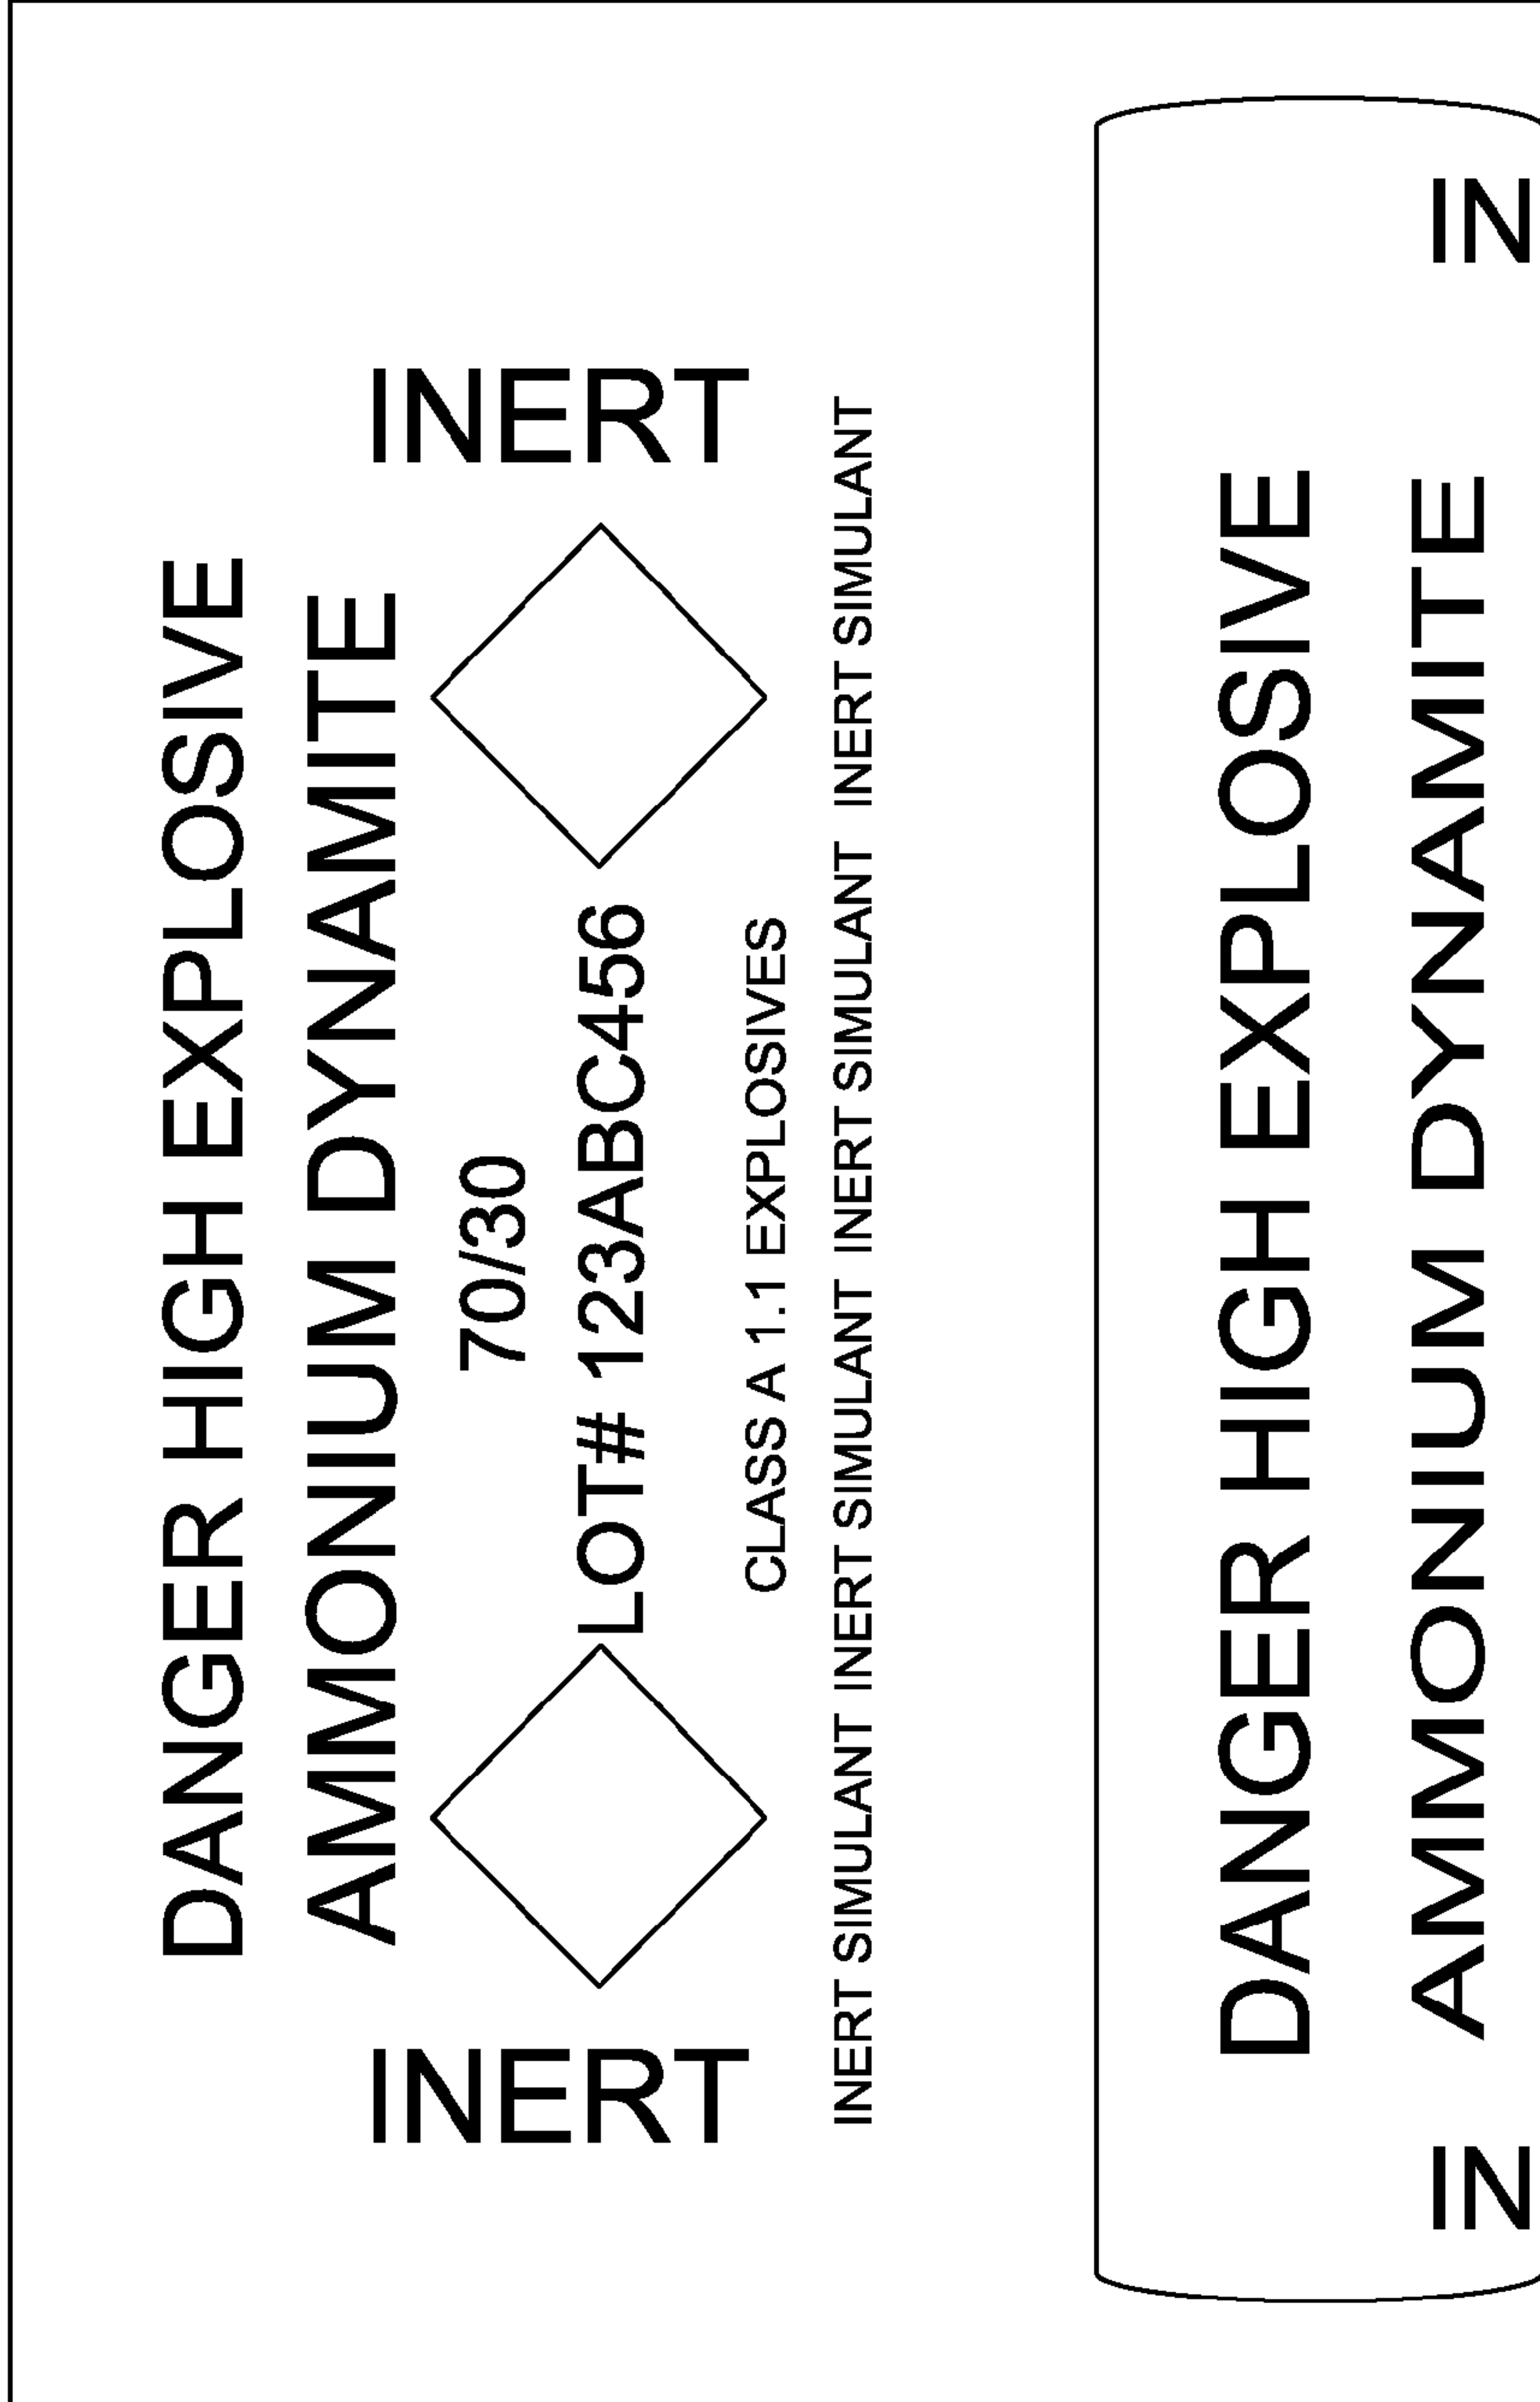 DANGER HIGH EXPLOSIVE
AMMONIUM DYNAMITE
70/30
INERT
LOT# 123ABC456
INERT
CLASS A 1.1 EXPLOSIVES
INERT SIMULANT INERT SIMULANT INERT SIMULANT INERT SIMULANT
DANGER HIGH EXPLOSIVE
AMMONIUM DYNAMITE
IN
IN